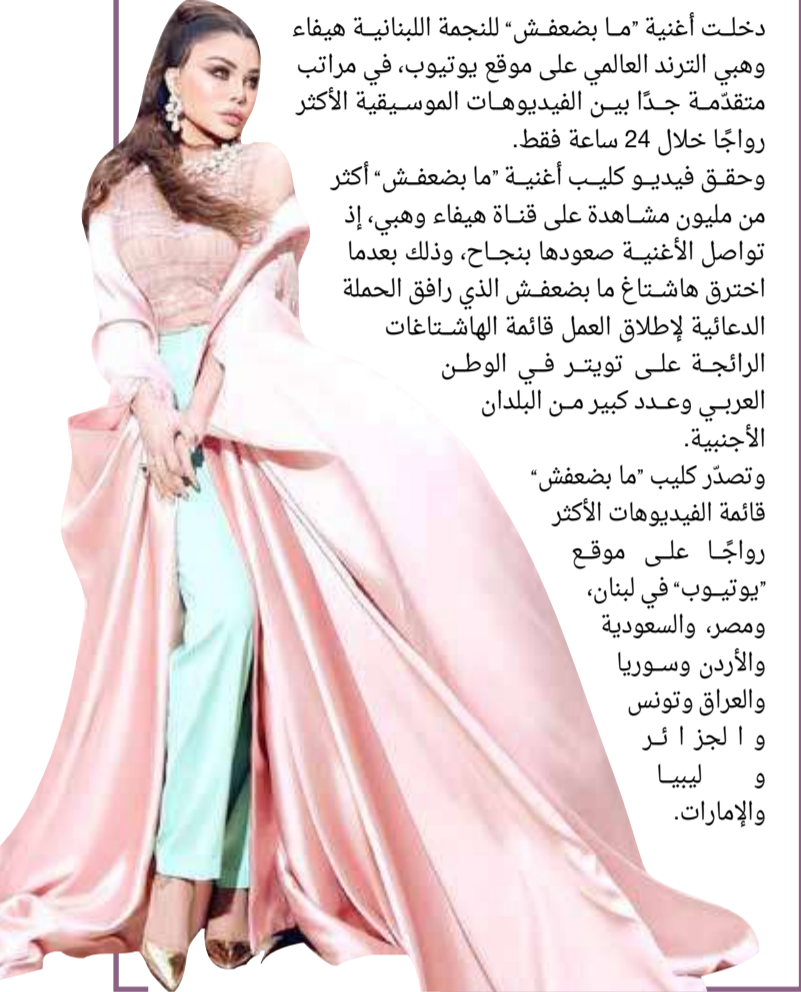 دخلت أغنية ”ما بضعفش“ للنجمة اللبنانية هيفاء
وهبي الترند العالمي على موقع يوتيوب، في مراتب
متقدّمة جدًا بين الفيديوهات الموسيقية الأكثر
رواجًا خلال 24 ساعة فقط.
وحقق فيديو كليب أغنية ”ما بضعفش“ أكثر
من مليون مشاهدة على قناة هيفاء وهبي، إذ
تواصل الأغنية صعودها بنجاح، وذلك بعدما
اخترق هاشتاغ ما بضعفش الذي رافق الحملة
الدعائية لإطلاق العمل قائمة الهاشتاغات
الرائجة على تويتر في الوطن
العربي وعدد كبير من البلدان
الأجنبية.
وتصدّر كليب ”ما بضعفش“
قائمة الفيديوهات الأكثر
رواجًا على موقع
”يوتيوب“ في لبنان،
ومصر، والسعودية
والأردن وسوريا
والعراق وتونس
والجزائر
و ليبيا
والإمارات.